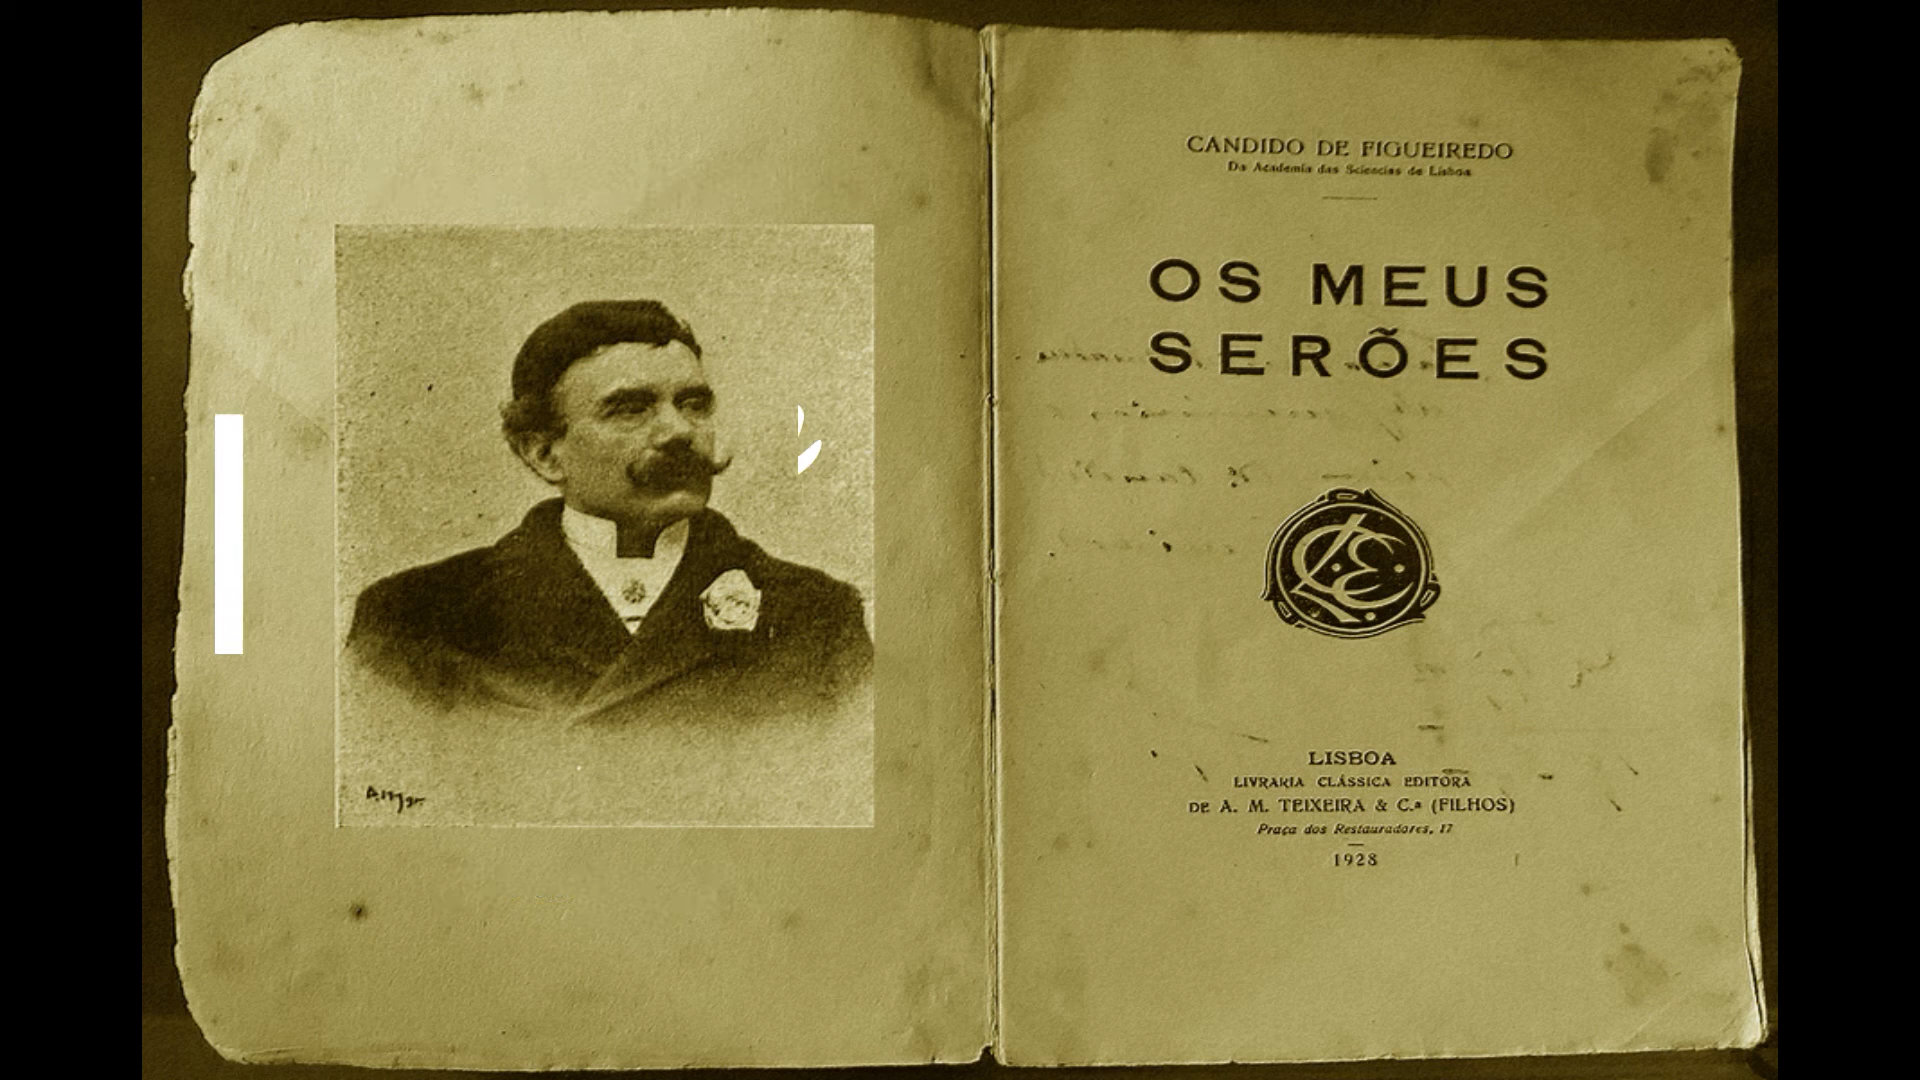 CANDIDO DE FIGUEIREDO
Da Academia das Sciencias de Lisboa
OS MEUS
SERÕES
LISBOA
LIVRARIA CLÁSSICA EDITORA
DE A. M. TEIXEIRA & C.ª (FILHOS)
Praça dos Restauradores, 17
1928